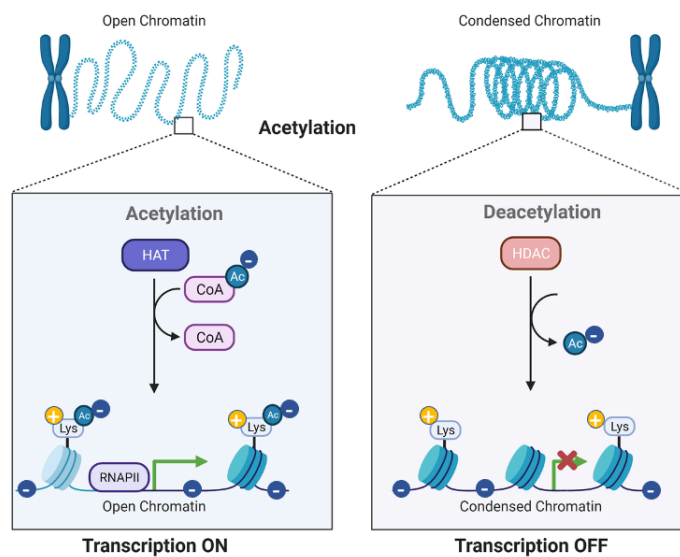 Open Chromatin
Condensed Chromatin
Acetylation
Acetylation
HAT
-
Ac
CoA
CoA
+
Ac
-
Lys
+
Ac
-
Lys
RNAPII
-
-
-
Open Chromatin
Transcription ON
Deacetylation
HDAC
-
Ac
+
Lys
+
Lys
-
-
-
Condensed Chromatin
Transcription OFF